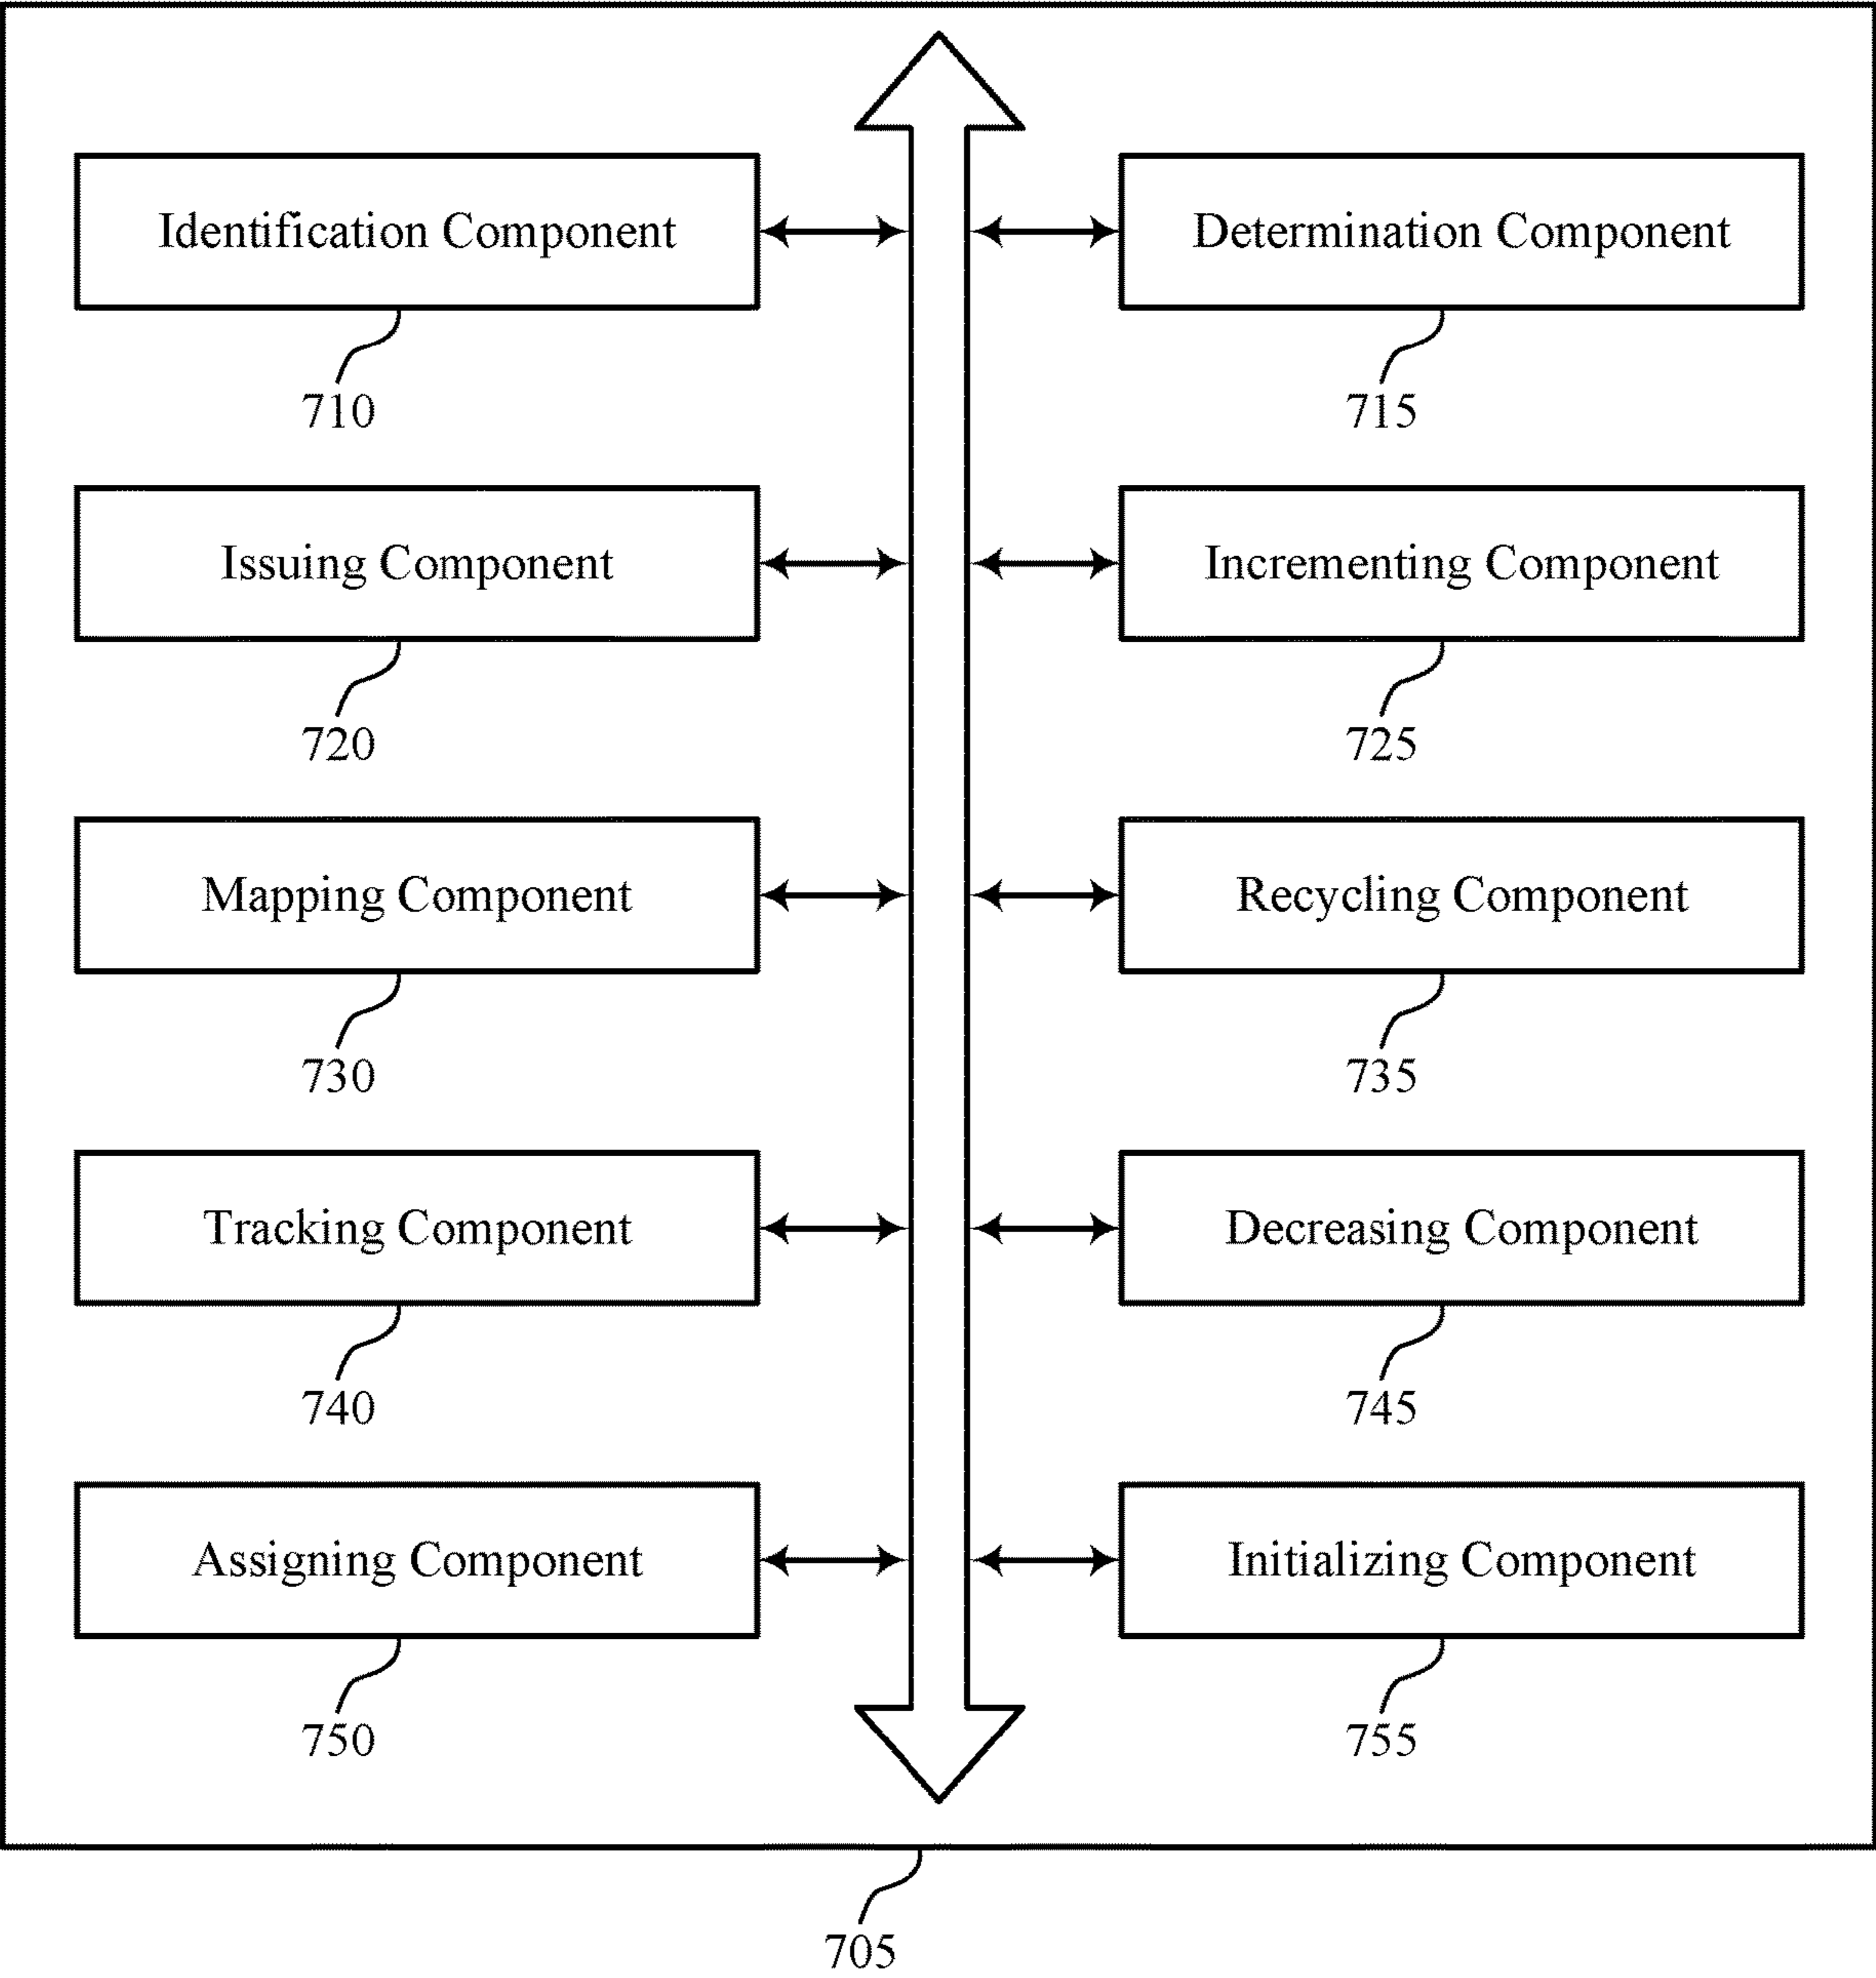 Identification Component
Determination Component
710
715
Issuing Component
Incrementing Component
720
725
Mapping Component
Recycling Component
730
735
Tracking Component
Decreasing Component
740
745
Assigning Component
Initializing Component
750
755
705